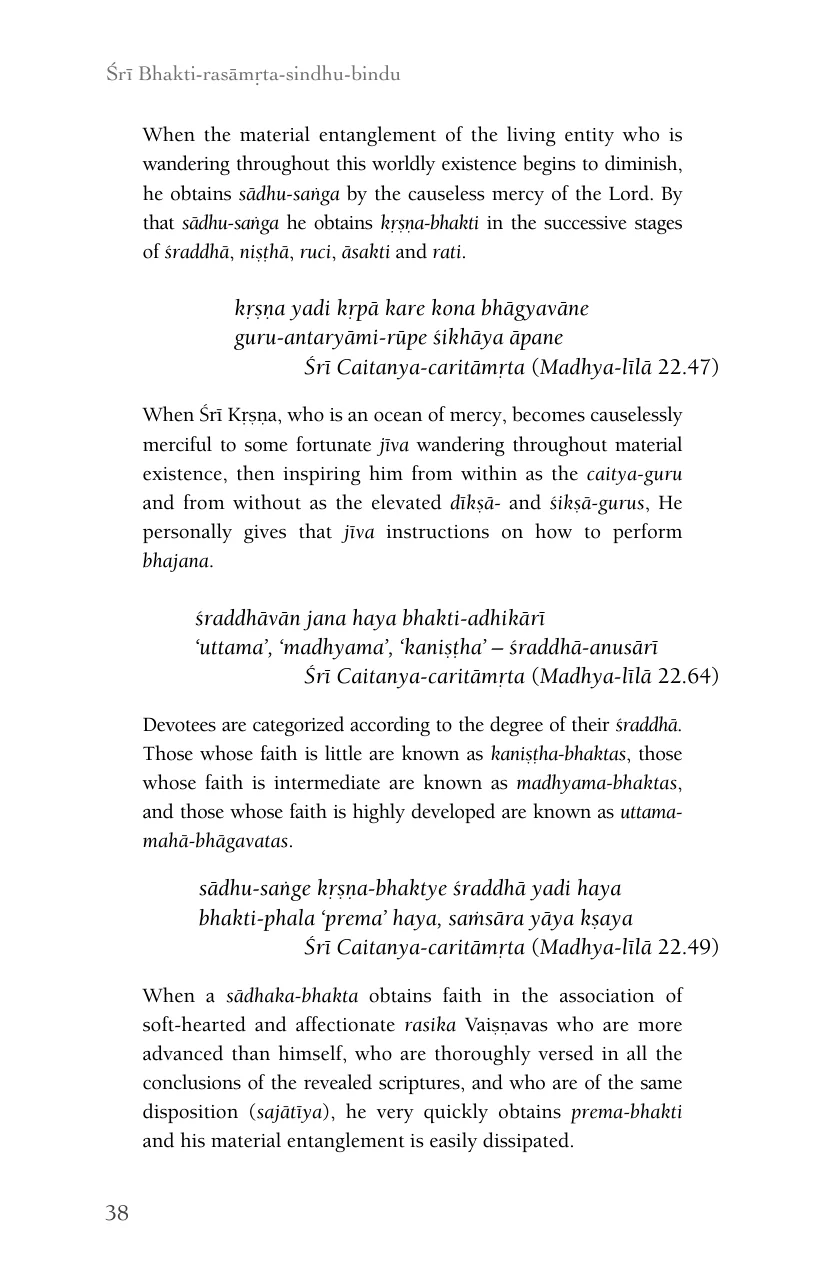 Śrī Bhakti-rasāmṛta-sindhu-bindu
When the material entanglement of the living entity who is
wandering throughout this worldly existence begins to diminish,
he obtains sādhu-saṅga by the causeless mercy of the Lord. By
that sādhu-saṅga he obtains kṛṣṇa-bhakti in the successive stages
of śraddhā, niṣṭhā, ruci, āsakti and rati.
kṛṣṇa yadi kṛpā kare kona bhāgyavāne
guru-antaryāmi-rūpe śikhāya āpane
Śrī Caitanya-caritāmṛta (Madhya-līlā 22.47)
When Śrī Kṛṣṇa, who is an ocean of mercy, becomes causelessly
merciful to some fortunate jīva wandering throughout material
existence, then inspiring him from within as the caitya-guru
and from without as the elevated dīkṣā- and śikṣā-gurus, He
personally gives that jīva instructions on how to perform
bhajana.
śraddhāvān jana haya bhakti-adhikārī
‘uttama’, ‘madhyama’, ‘kaniṣṭha’ – śraddhā-anusārī
Śrī Caitanya-caritāmṛta (Madhya-līlā 22.64)
Devotees are categorized according to the degree of their śraddhā.
Those whose faith is little are known as kaniṣṭha-bhaktas, those
whose faith is intermediate are known as madhyama-bhaktas,
and those whose faith is highly developed are known as uttama-
mahā-bhāgavatas.
sādhu-saṅge kṛṣṇa-bhaktye śraddhā yadi haya
bhakti-phala ‘prema’ haya, saṁsāra yāya kṣaya
Śrī Caitanya-caritāmṛta (Madhya-līlā 22.49)
When a sādhaka-bhakta obtains faith in the association of
soft-hearted and affectionate rasika Vaiṣṇavas who are more
advanced than himself, who are thoroughly versed in all the
conclusions of the revealed scriptures, and who are of the same
disposition (sajātīya), he very quickly obtains prema-bhakti
and his material entanglement is easily dissipated.
38